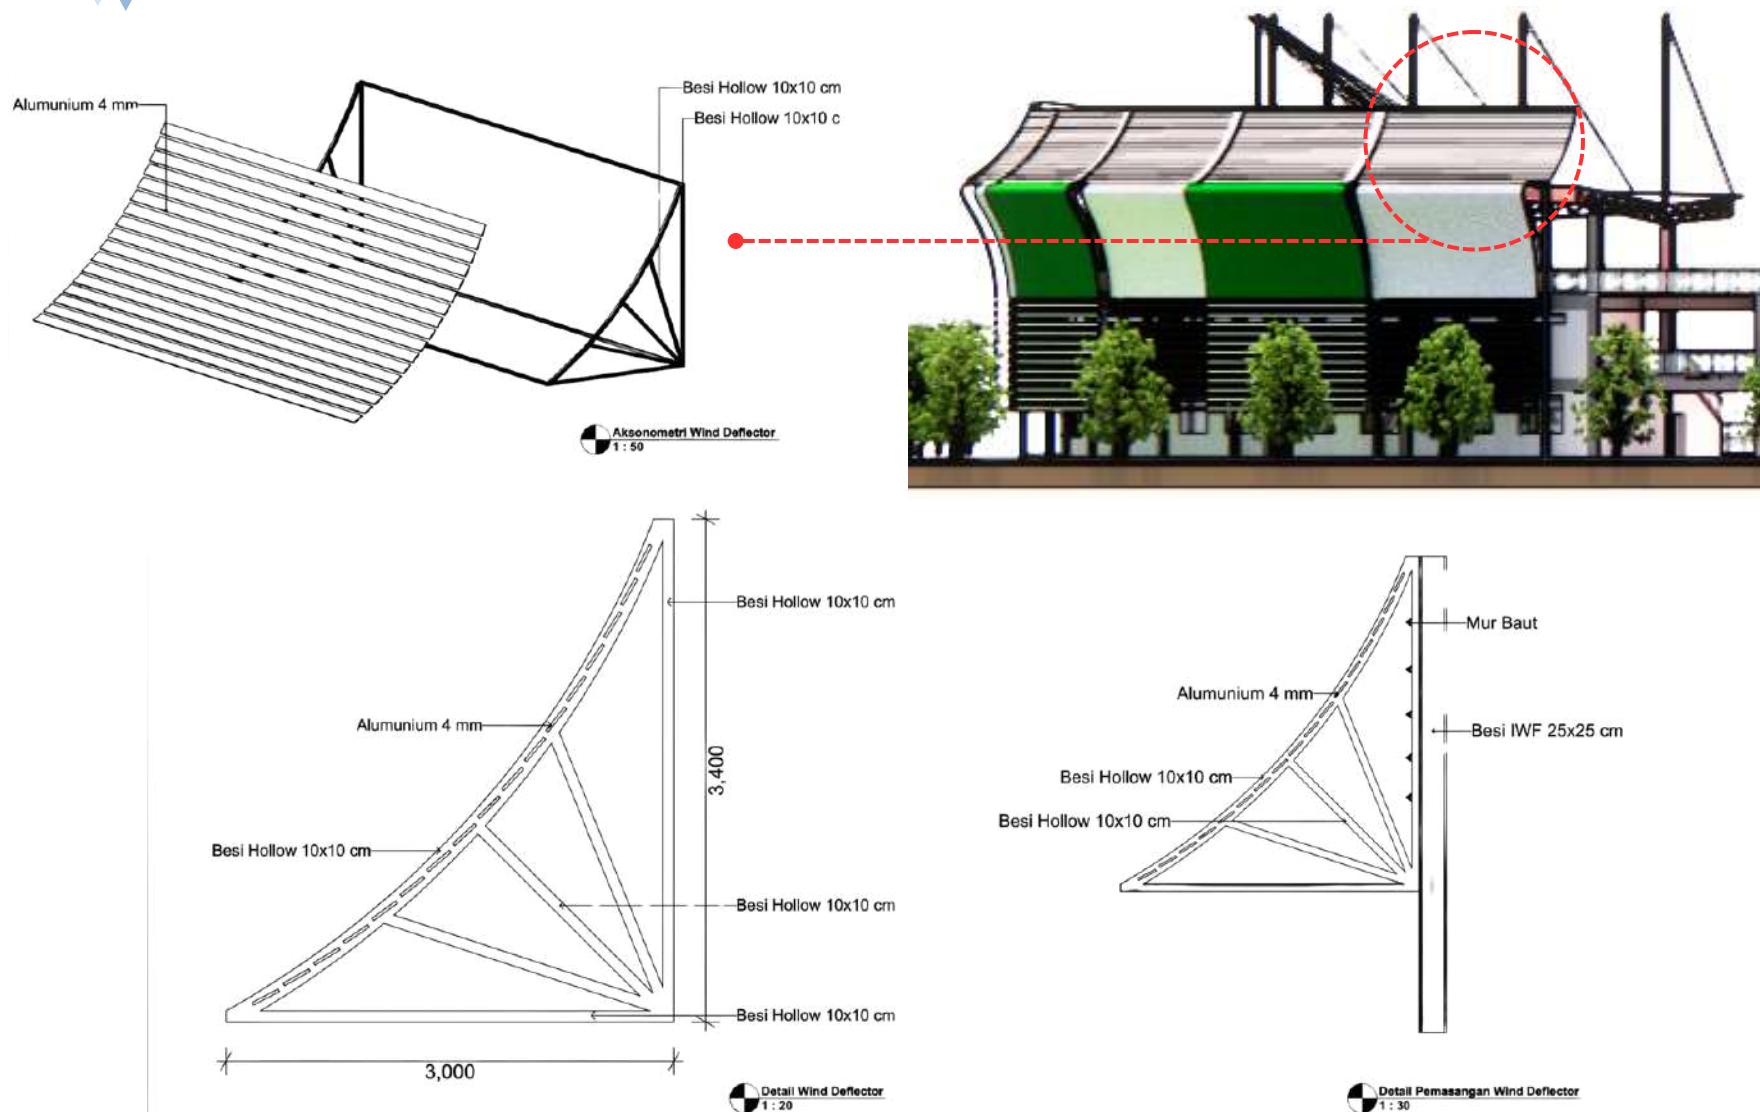 Alumunium 4 mm
Besi Hollow 10x10 cm
Besi Hollow 10x10 c
Aksonometri Wind Deflector
1 : 50
Besi Hollow 10x10 cm
Alumunium 4 mm
3,400
Besi Hollow 10x10 cm
Besi Hollow 10x10 cm
Besi Hollow 10x10 cm
3,000
Detail Wind Deflector
1 : 20
Mur Baut
Alumunium 4 mm
Besi IWF 25x25 cm
Besi Hollow 10x10 cm
Besi Hollow 10x10 cm
Detail Pemasangan Wind Deflector
1 : 30